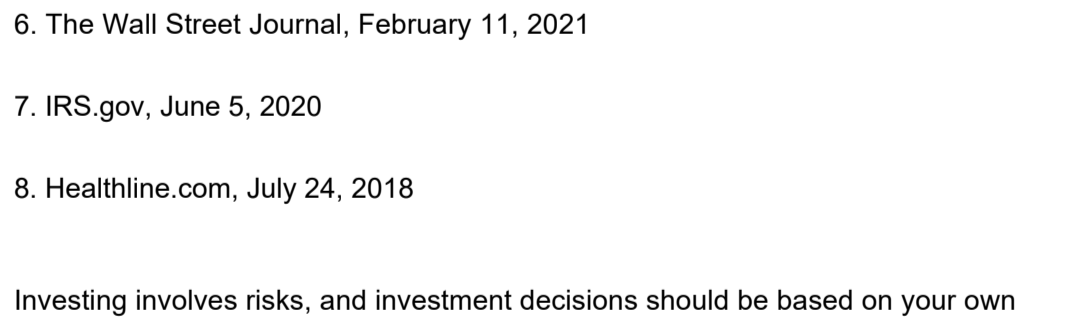 6. The Wall Street Journal, February 11, 2021
7. IRS.gov, June 5, 2020
8. Healthline.com, July 24, 2018
Investing involves risks, and investment decisions should be based on your own